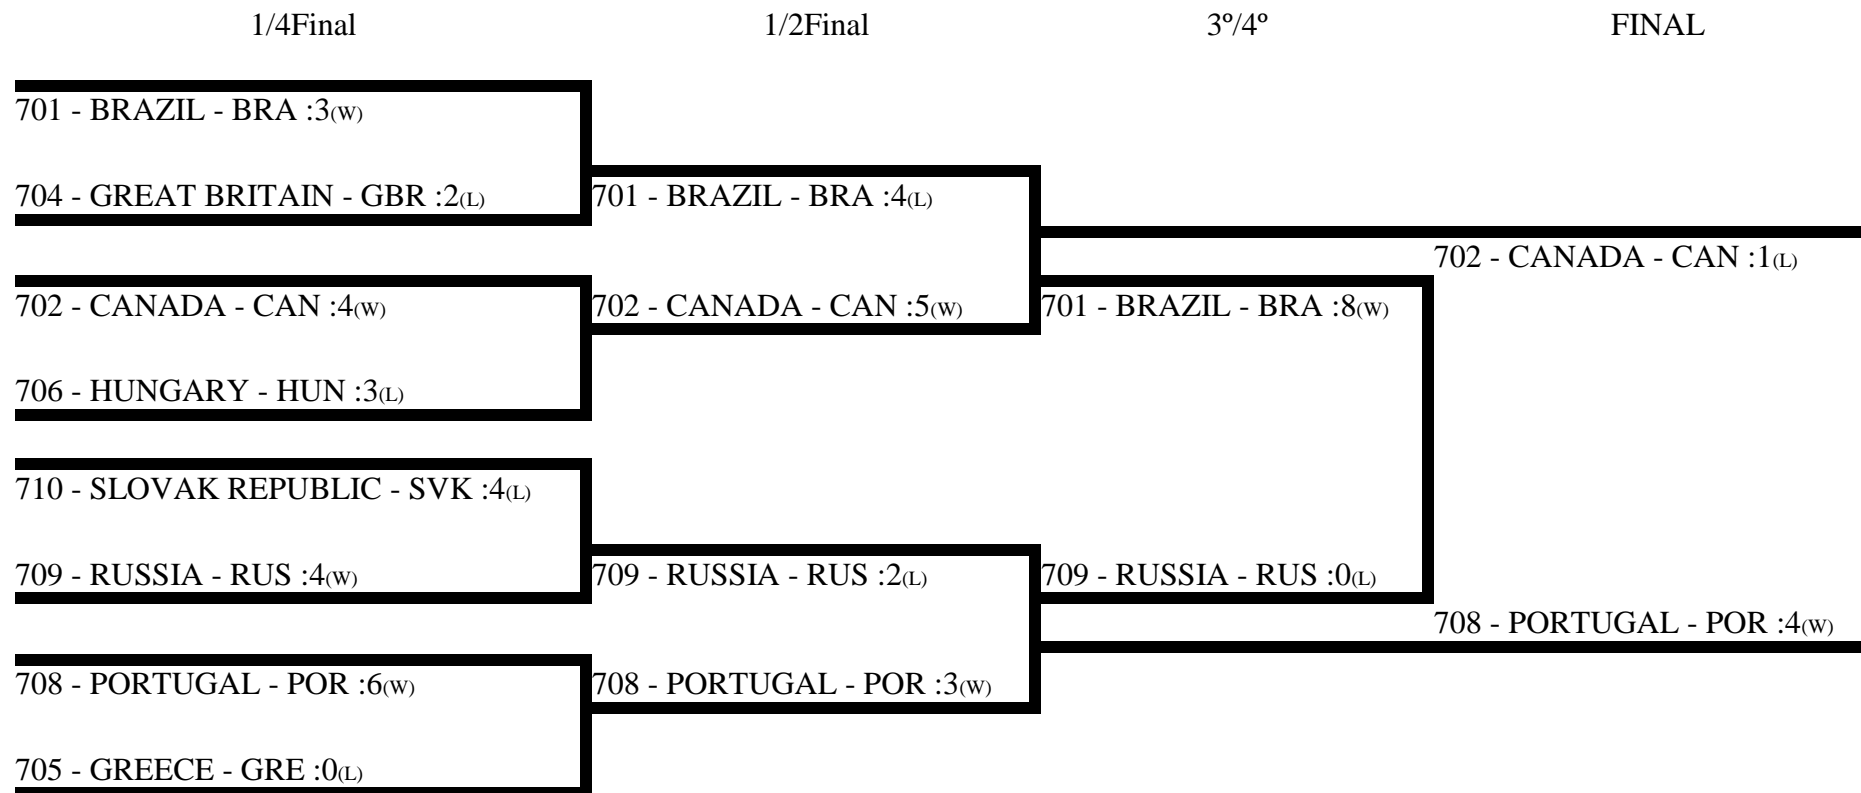 1/4Final
1/2Final
3º/4º
FINAL
701 - BRAZIL - BRA :3(W)
704 - GREAT BRITAIN - GBR :2(L)
701 - BRAZIL - BRA :4(L)
702 - CANADA - CAN :1(L)
702 - CANADA - CAN :4(W)
702 - CANADA - CAN :5(W)
701 - BRAZIL - BRA :8(W)
706 - HUNGARY - HUN :3(L)
710 - SLOVAK REPUBLIC - SVK :4(L)
709 - RUSSIA - RUS :4(W)
709 - RUSSIA - RUS :2(L)
709 - RUSSIA - RUS :0(L)
708 - PORTUGAL - POR :4(W)
708 - PORTUGAL - POR :6(W)
708 - PORTUGAL - POR :3(W)
705 - GREECE - GRE :0(L)